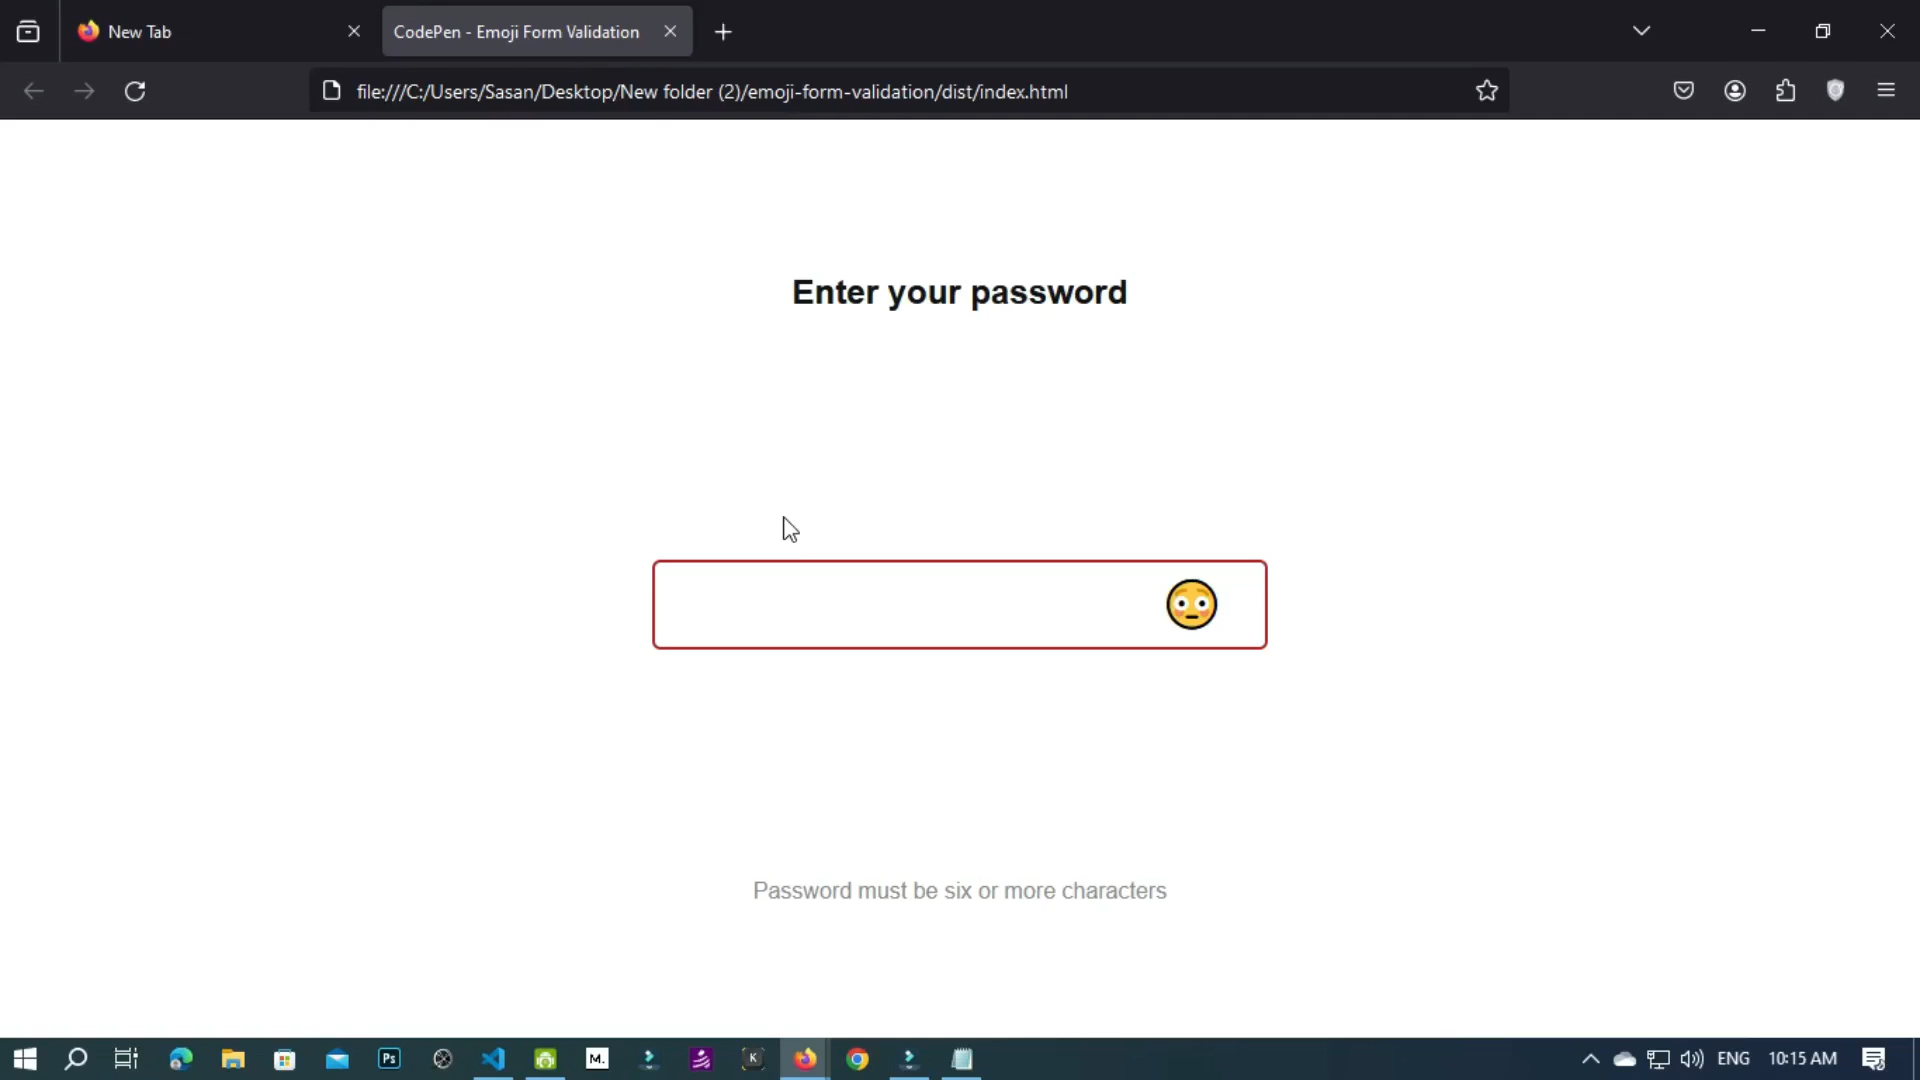 New Tab
CodePen - Emoji Form Validation
file:///C:/Users/Sasan/Desktop/New folder (2)/emoji-form-validation/dist/index.html
Enter your password
Password must be six or more characters
Ps
M.
K
ENG
10:15 AM